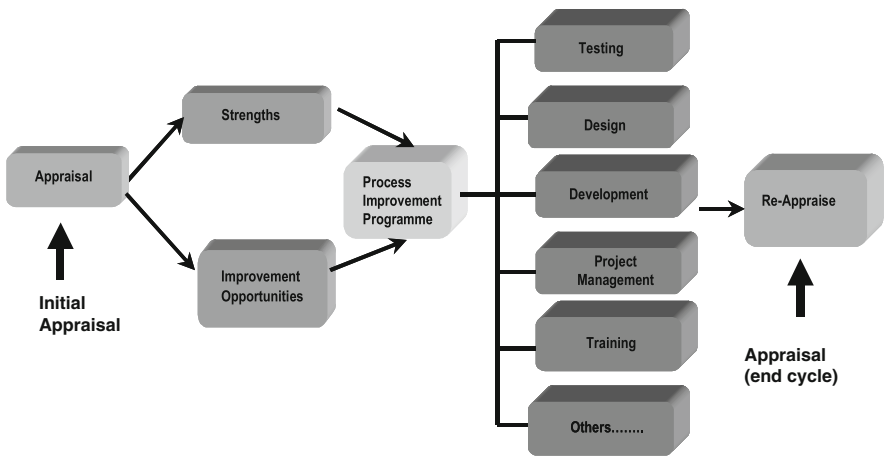 Appraisal
Initial
Appraisal
Strengths
Improvement
Opportunities
Process
Improvement
Programme
Testing
Design
Development
Project
Management
Training
Others........
Re-Appraise
Appraisal
(end cycle)